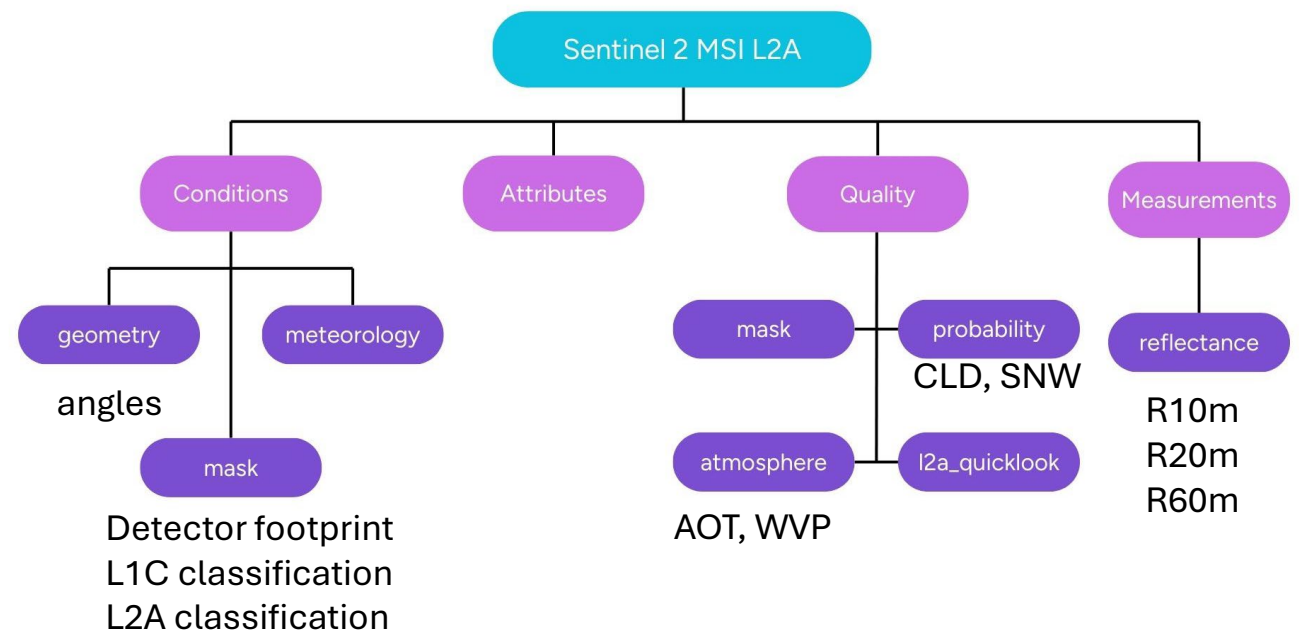 Sentinel 2 MSI L2A
Conditions
Attributes
Quality
Measurements
geometry
meteorology
mask
probability
reflectance
angles
CLD, SNW
R10m
R20m
R60m
mask
atmosphere
l2a_quicklook
Detector footprint
L1C classification
L2A classification
AOT, WVP